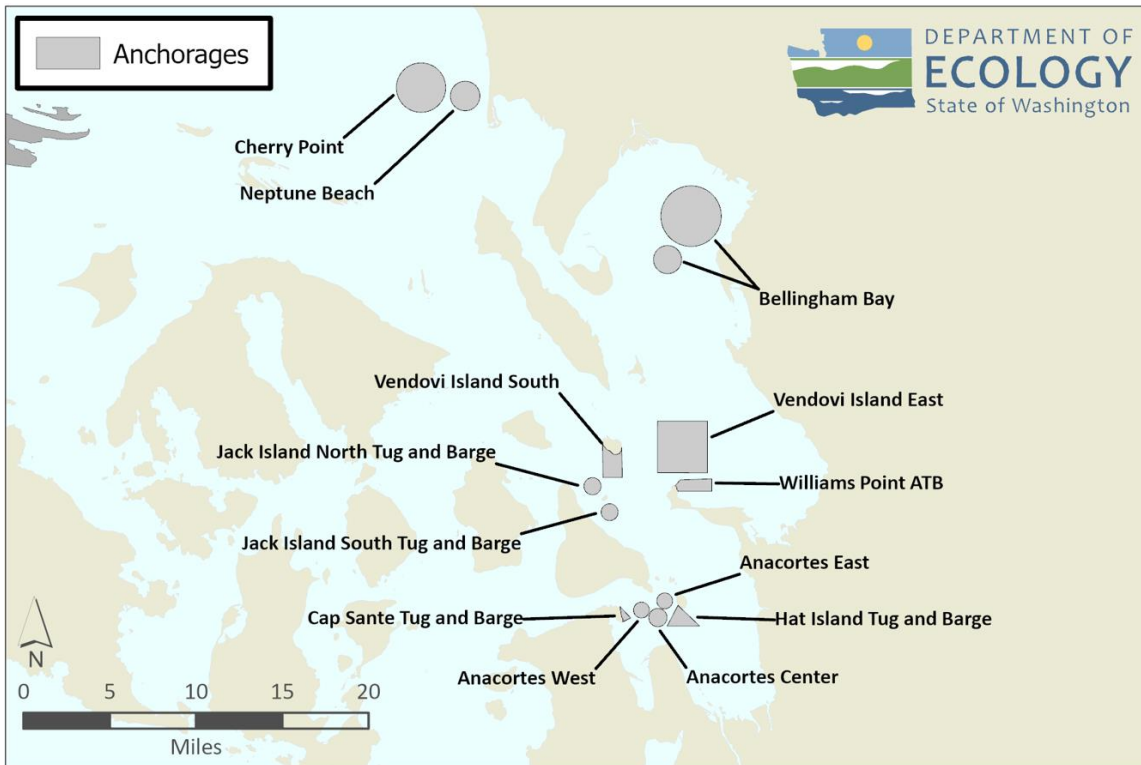 Anchorages
DEPARTMENT OF
ECOLOGY
State of Washington
Cherry Point
Neptune Beach
Bellingham Bay
Vendovi Island South
Vendovi Island East
Jack Island North Tug and Barge
Williams Point ATB
Jack Island South Tug and Barge
Anacortes East
Cap Sante Tug and Barge
Hat Island Tug and Barge
Anacortes West
Anacortes Center
N
0 5 10 15 20
Miles